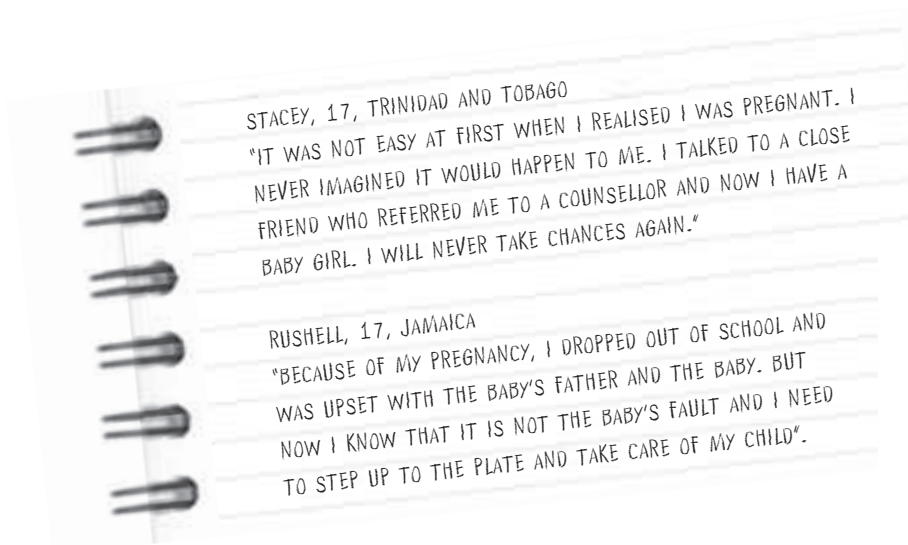 STACEY, 17, TRINIDAD AND TOBAGO
"IT WAS NOT EASY AT FIRST WHEN I REALISED I WAS PREGNANT. I
NEVER IMAGINED IT WOULD HAPPEN TO ME. I TALKED TO A CLOSE
FRIEND WHO REFERRED ME TO A COUNSELLOR AND NOW I HAVE A
BABY GIRL. I WILL NEVER TAKE CHANCES AGAIN."
RUSHELL, 17, JAMAICA
"BECAUSE OF MY PREGNANCY, I DROPPED OUT OF SCHOOL AND
WAS UPSET WITH THE BABY'S FATHER AND THE BABY. BUT
NOW I KNOW THAT IT IS NOT THE BABY'S FAULT AND I NEED
TO STEP UP TO THE PLATE AND TAKE CARE OF MY CHILD".